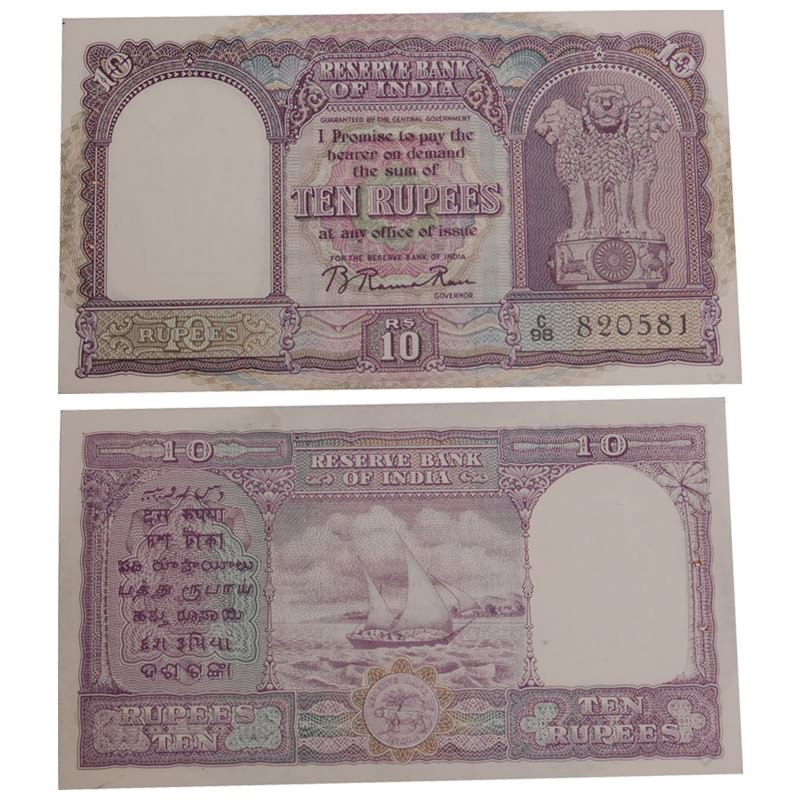 10
10
RESERVE BANK
OF INDIA
GUARANTEED BY THE CENTRAL GOVERNMENT
I Promise to pay the
bearer on demand
the sum of
TEN RUPEES
at any office of issue
FOR THE RESERVE BANK OF INDIA
B Rama Rau
GOVERNOR
RUPEES 10
Rs
10
C/98 820581
10
10
RESERVE BANK
OF INDIA
दस रुपया
দশ টাকা
பத்து ரூபாய்
દશ રૂપિયા
ଦଶ ଟଙ୍କା
RUPEES
TEN
TEN
RUPEES